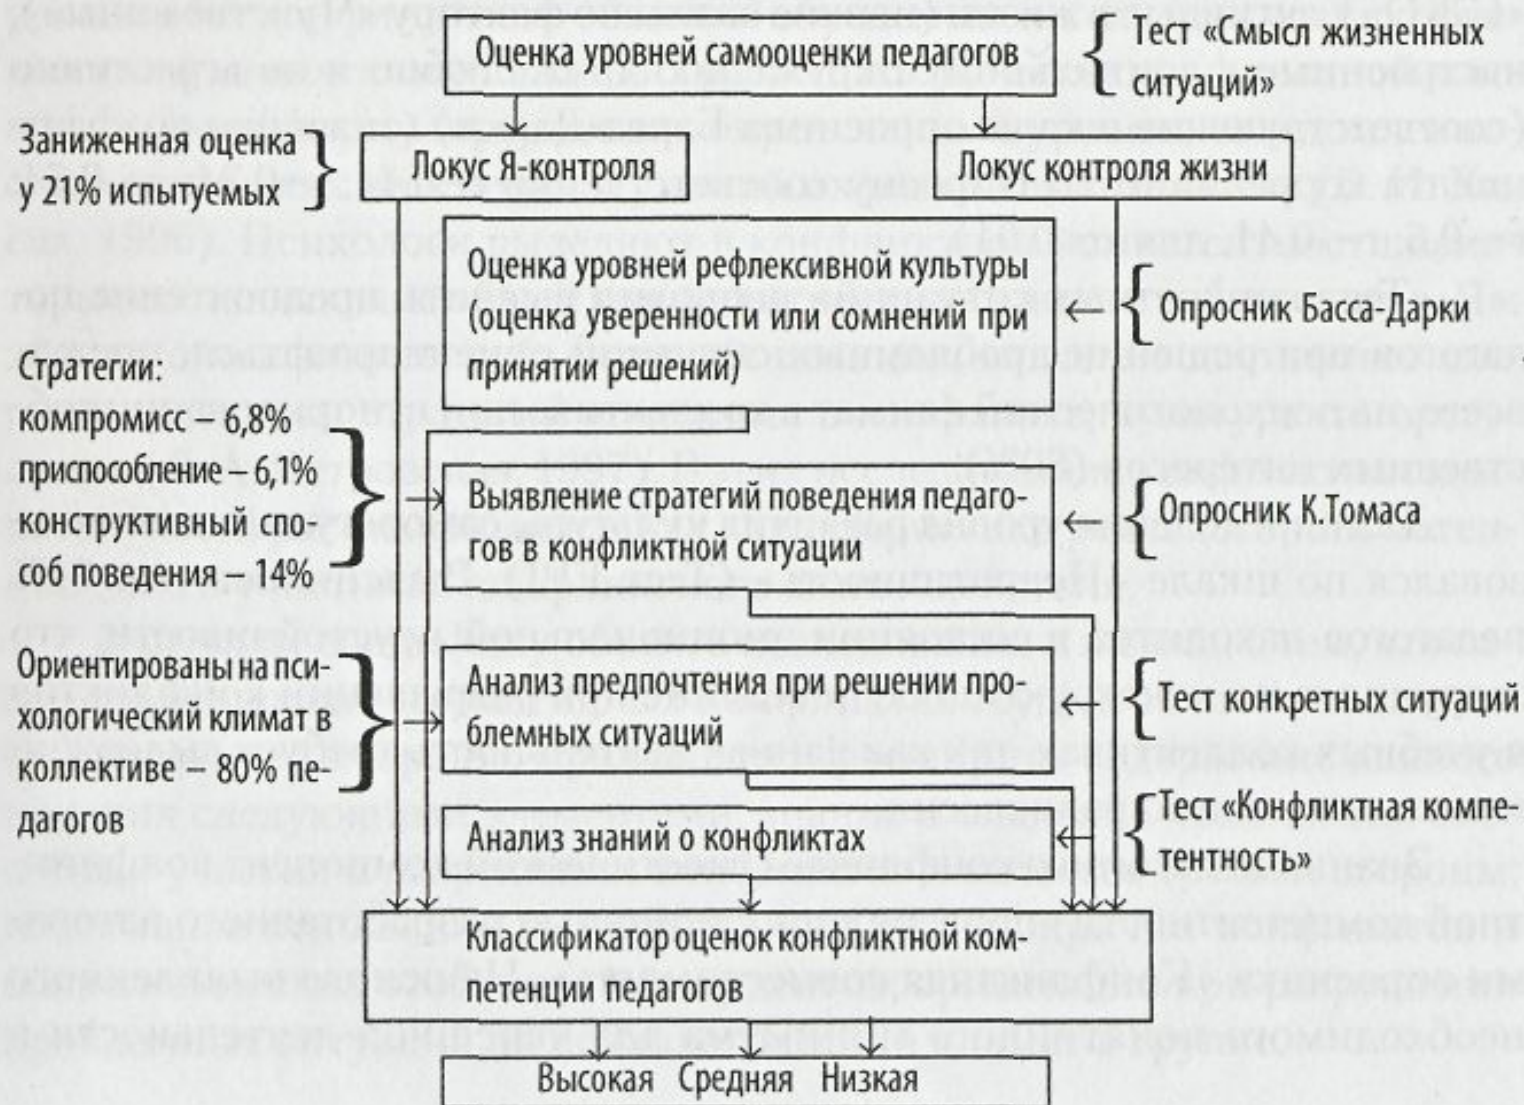 Оценка уровней самооценки педагогов
Тест «Смысл жизненных
ситуаций»
Заниженная оценка
у 21% испытуемых
Локус Я-контроля
Локус контроля жизни
Оценка уровней рефлексивной культуры
(оценка уверенности или сомнений при
принятии решений)
Опросник Басса-Дарки
Стратегии:
компромисс – 6,8%
приспособление – 6,1%
конструктивный спо-
соб поведения – 14%
Выявление стратегий поведения педаго-
гов в конфликтной ситуации
Опросник К.Томаса
Ориентированы на пси-
хологический климат в
коллективе – 80% пе-
дагогов
Анализ предпочтения при решении про-
блемных ситуаций
Тест конкретных ситуаций
Анализ знаний о конфликтах
Тест «Конфликтная компе-
тентность»
Классификатор оценок конфликтной ком-
петенции педагогов
Высокая Средняя Низкая